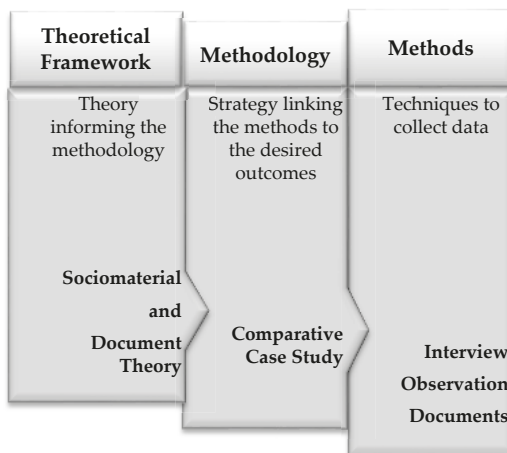 Theoretical
Framework
Theory
informing the
methodology
Sociomaterial
and
Document
Theory
Methodology
Strategy linking
the methods to
the desired
outcomes
Comparative
Case Study
Methods
Techniques to
collect data
Interview
Observation
Documents